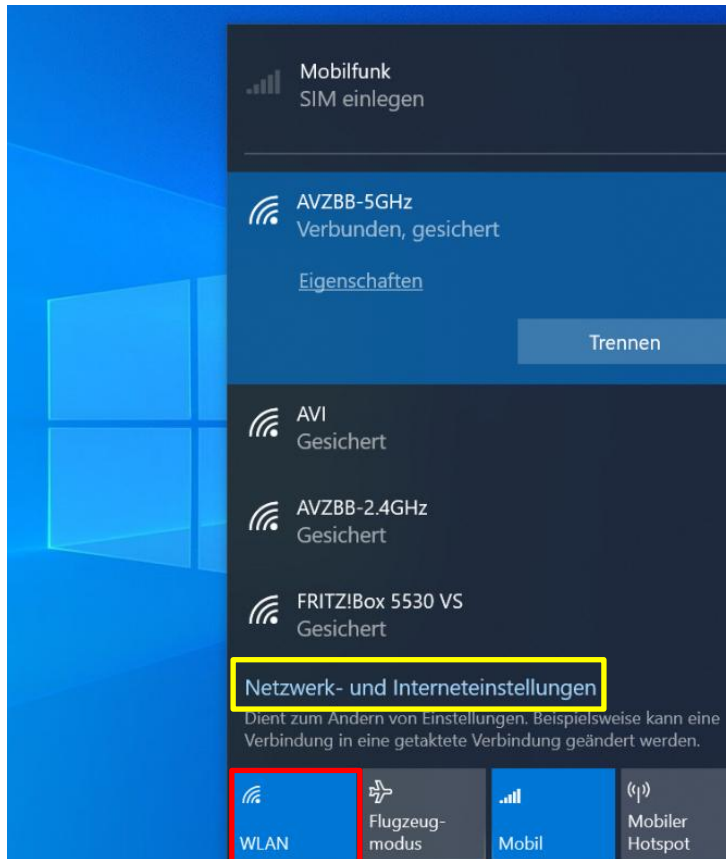 Mobilfunk
SIM einlegen
AVZBB-5GHz
Verbunden, gesichert
Eigenschaften
Trennen
AVI
Gesichert
AVZBB-2.4GHz
Gesichert
FRITZ!Box 5530 VS
Gesichert
Netzwerk- und Interneteinstellungen
Dient zum Ändern von Einstellungen. Beispielsweise kann eine
Verbindung in eine getaktete Verbindung geändert werden.
WLAN
Flugzeug-
modus
Mobil
Mobiler
Hotspot